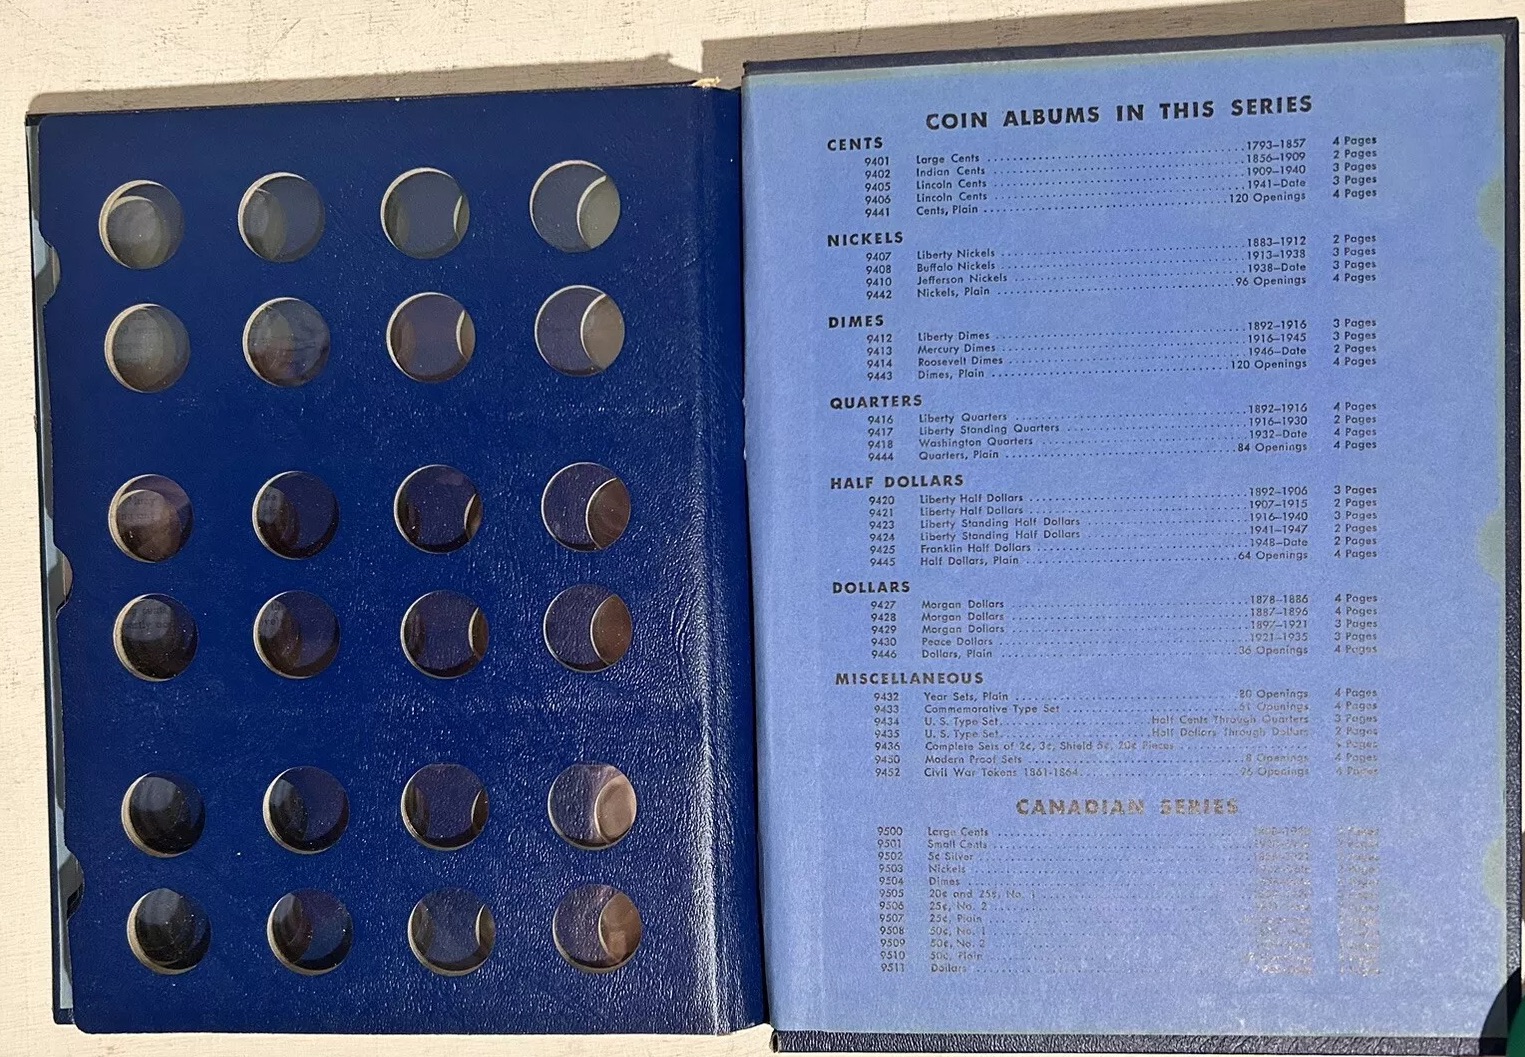 COIN ALBUMS IN THIS SERIES
CENTS
9401 Large Cents 1793–1857 4 Pages
9402 Indian Cents 1856–1909 2 Pages
9405 Lincoln Cents 1909–1940 3 Pages
9406 Lincoln Cents 1941–Date 3 Pages
9441 Cents, Plain 120 Openings 4 Pages
NICKELS
9407 Liberty Nickels 1883–1912 2 Pages
9408 Buffalo Nickels 1913–1938 3 Pages
9410 Jefferson Nickels 1938–Date 3 Pages
9442 Nickels, Plain 96 Openings 4 Pages
DIMES
9412 Liberty Dimes 1892–1916 3 Pages
9413 Mercury Dimes 1916–1945 3 Pages
9414 Roosevelt Dimes 1946–Date 2 Pages
9443 Dimes, Plain 120 Openings 4 Pages
QUARTERS
9416 Liberty Quarters 1892–1916 4 Pages
9417 Liberty Standing Quarters 1916–1930 2 Pages
9418 Washington Quarters 1932–Date 4 Pages
9444 Quarters, Plain 84 Openings 4 Pages
HALF DOLLARS
9420 Liberty Half Dollars 1892–1906 3 Pages
9421 Liberty Half Dollars 1907–1915 2 Pages
9423 Liberty Standing Half Dollars 1916–1940 3 Pages
9424 Liberty Standing Half Dollars 1941–1947 2 Pages
9425 Franklin Half Dollars 1948–Date 2 Pages
9445 Half Dollars, Plain 64 Openings 4 Pages
DOLLARS
9427 Morgan Dollars 1878–1886 4 Pages
9428 Morgan Dollars 1887–1896 4 Pages
9429 Morgan Dollars 1897–1921 3 Pages
9430 Peace Dollars 1921–1935 3 Pages
9446 Dollars, Plain 36 Openings 4 Pages
MISCELLANEOUS
9432 Year Sets, Plain 20 Openings 4 Pages
9433 Commemorative Type Set 51 Openings 4 Pages
9434 U. S. Type Set Half Cents Through Quarters 3 Pages
9435 U. S. Type Set Half Dollars Through Dollars 2 Pages
9436 Complete Sets of 2¢, 3¢, Shield 5¢, 20¢ Pieces Pages
9450 Modern Proof Sets 8 Openings 4 Pages
9452 Civil War Tokens 1861-1864 96 Openings 4 Pages
CANADIAN SERIES
9500 Large Cents
9501 Small Cents
9502 5¢ Silver
9503 Nickels
9504 Dimes
9505 20¢ and 25¢, No. 1
9506 25¢, No. 2
9507 25¢, Plain
9508 50¢, No. 1
9509 50¢, No. 2
9510 50¢, Plain
9511 Dollars